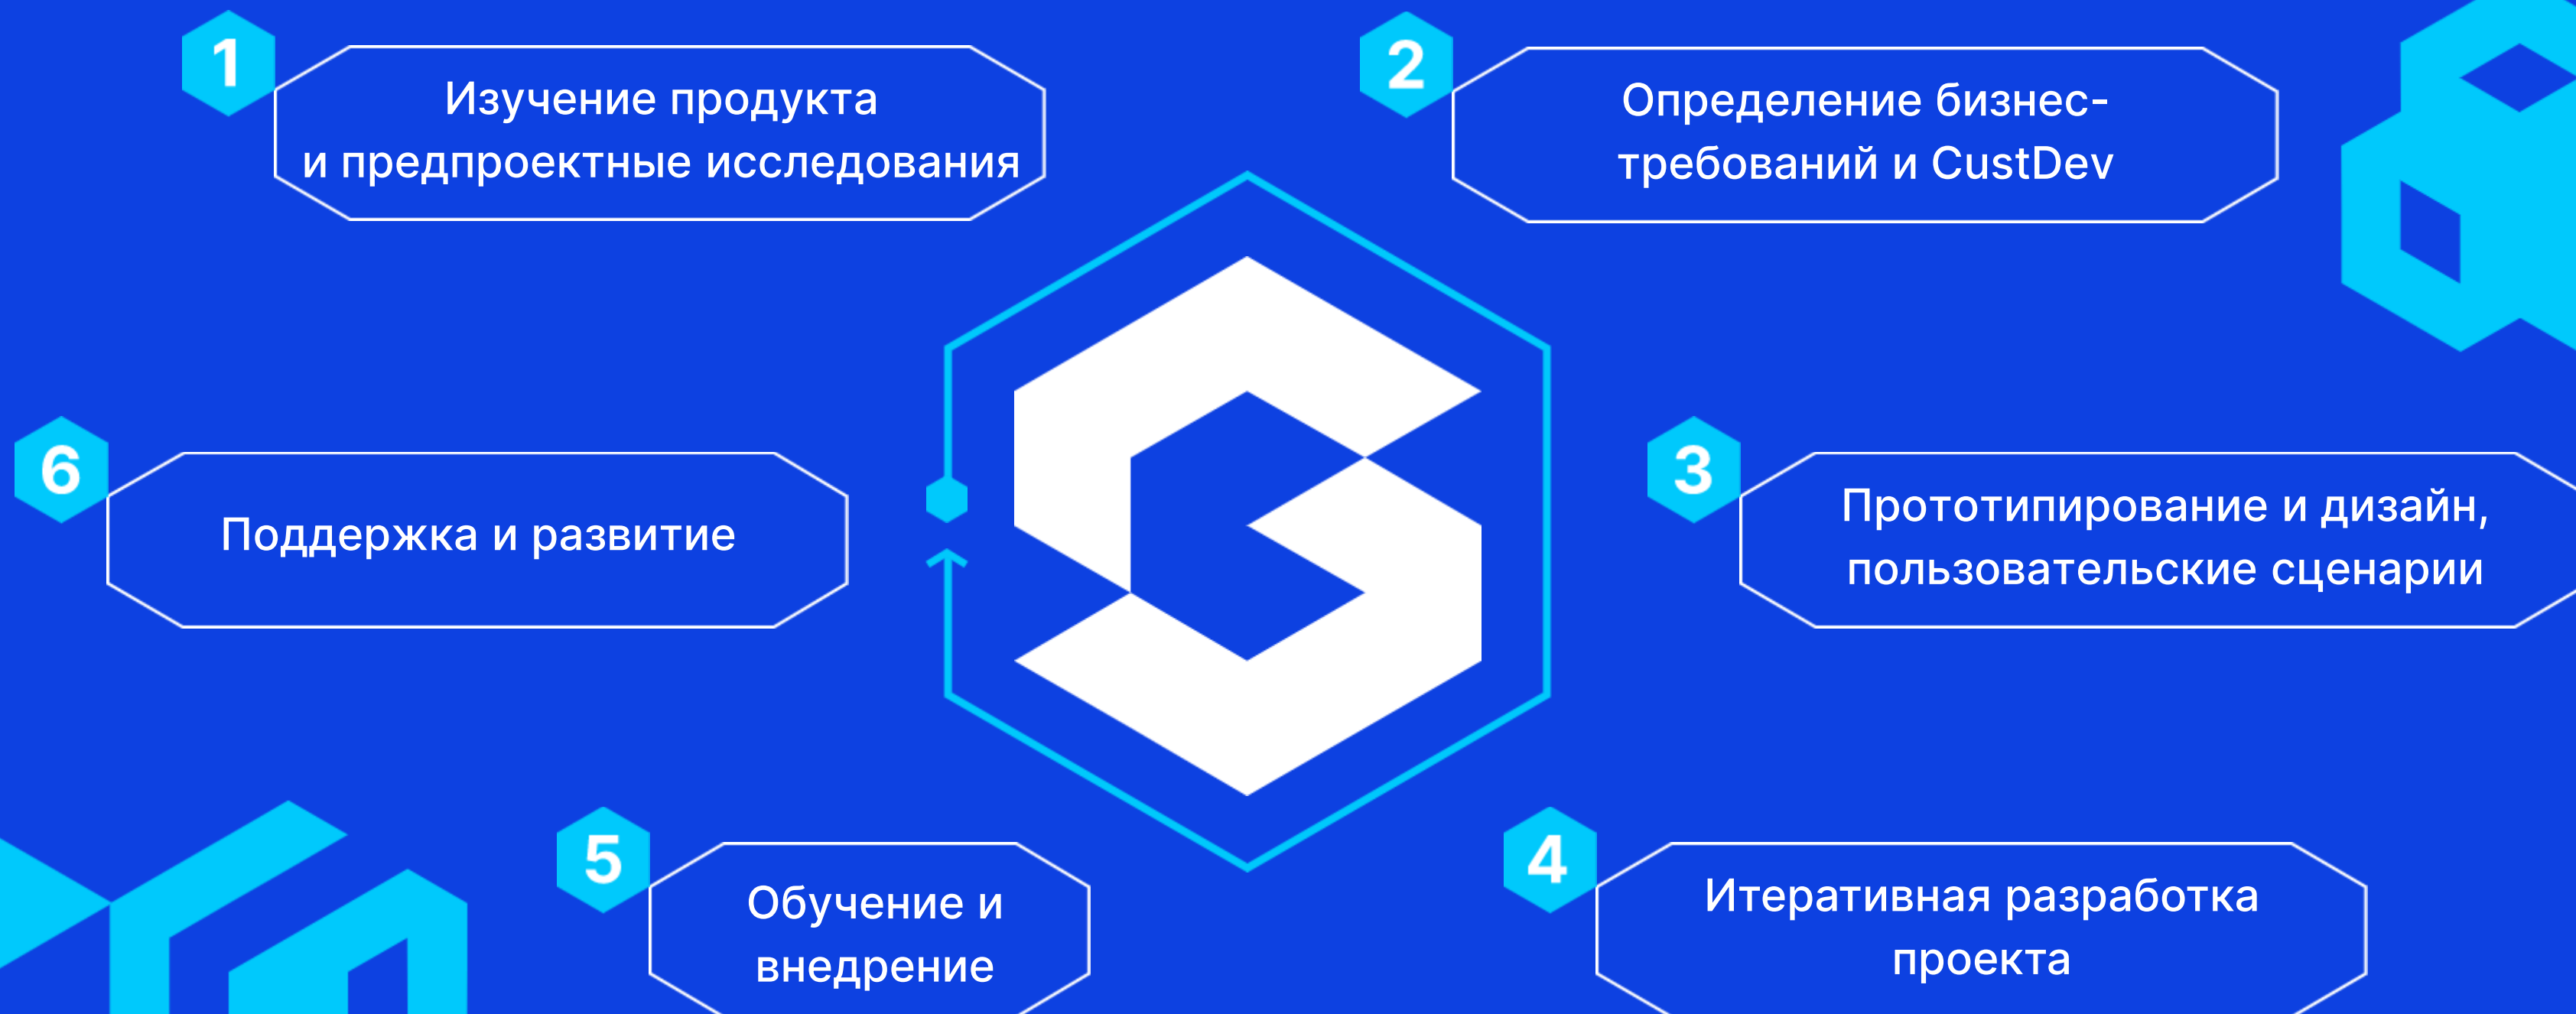 1
Изучение продукта
и предпроектные исследования
2
Определение бизнес-
требований и CustDev
3
Прототипирование и дизайн,
пользовательские сценарии
4
Итеративная разработка
проекта
5
Обучение и
внедрение
6
Поддержка и развитие